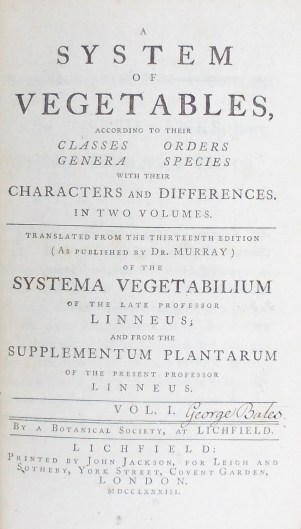 A
SYSTEM
OF
VEGETABLES,
ACCORDING TO THEIR
CLASSES ORDERS
GENERA SPECIES
WITH THEIR
CHARACTERS AND DIFFERENCES.
IN TWO VOLUMES.
TRANSLATED FROM THE THIRTEENTH EDITION
(AS PUBLISHED BY DR. MURRAY)
OF THE
SYSTEMA VEGETABILIUM
OF THE LATE PROFESSOR
LINNEUS;
AND FROM THE
SUPPLEMENTUM PLANTARUM
OF THE PRESENT PROFESSOR
LINNEUS.
VOL. I. George Bales.
BY A BOTANICAL SOCIETY, AT LICHFIELD.
LICHFIELD:
PRINTED BY JOHN JACKSON, FOR LEIGH AND
SOTHEBY, YORK STREET, COVENT GARDEN,
LONDON.
MDCCLXXXIII.